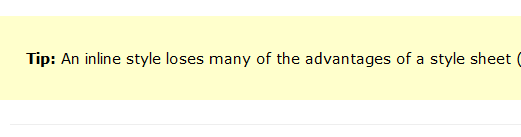 Tip: An inline style loses many of the advantages of a style sheet (